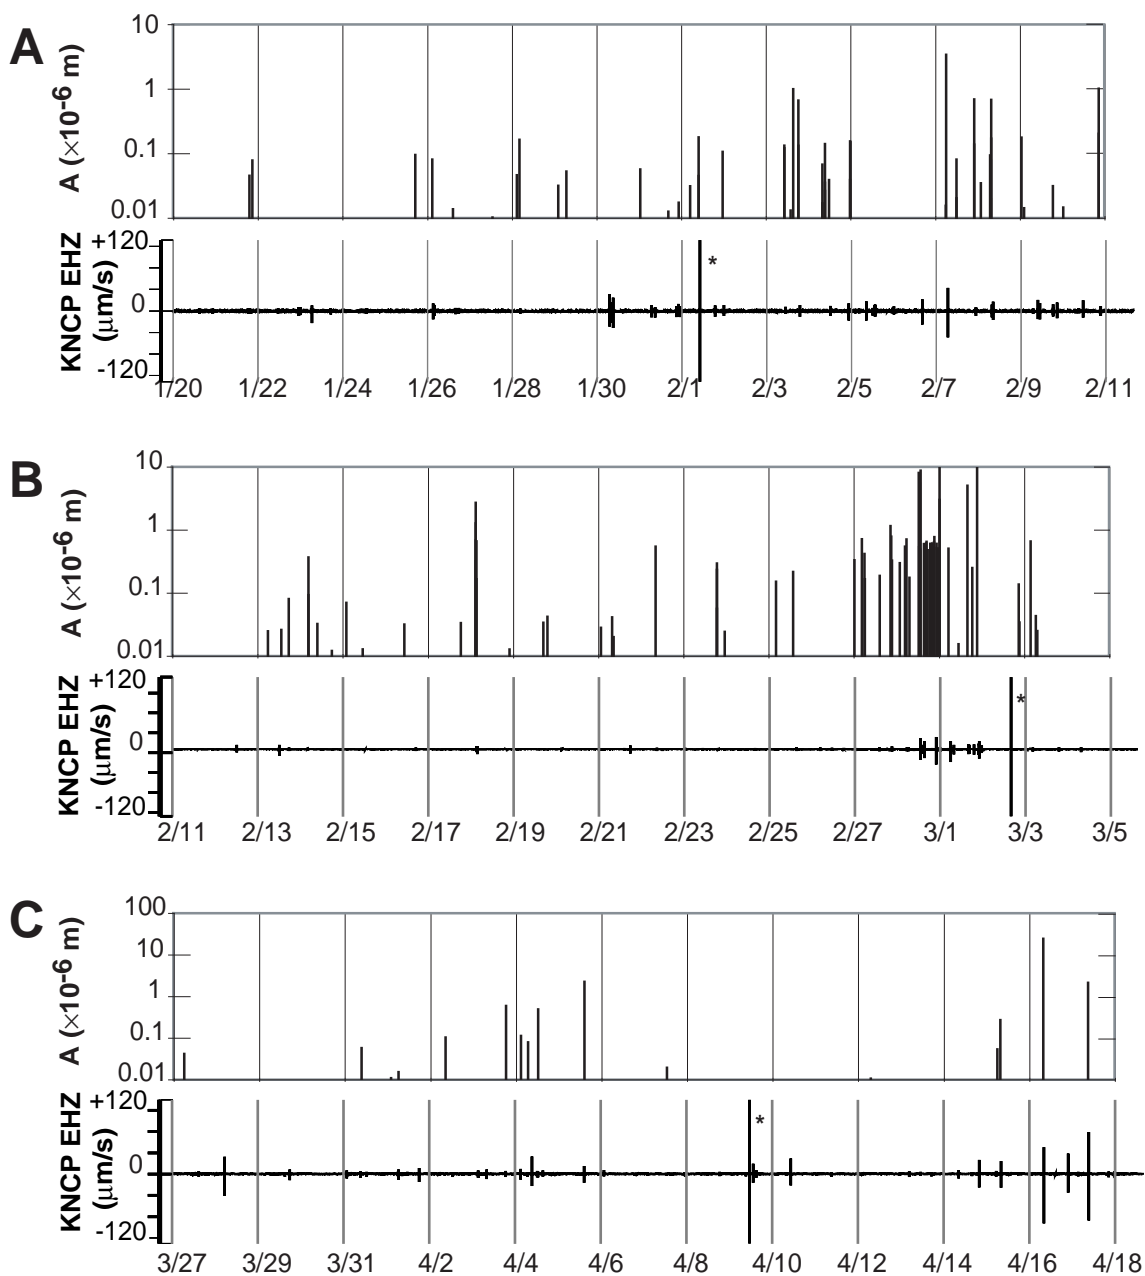 A
A (×10⁻⁶ m)
10
1
0.1
0.01
KNCP EHZ
(μm/s)
+120
0
-120
*
1/20 1/22 1/24 1/26 1/28 1/30 2/1 2/3 2/5 2/7 2/9 2/11
B
A (×10⁻⁶ m)
10
1
0.1
0.01
KNCP EHZ
(μm/s)
+120
0
-120
*
2/11 2/13 2/15 2/17 2/19 2/21 2/23 2/25 2/27 3/1 3/3 3/5
C
A (×10⁻⁶ m)
100
10
1
0.1
0.01
KNCP EHZ
(μm/s)
+120
0
-120
*
3/27 3/29 3/31 4/2 4/4 4/6 4/8 4/10 4/12 4/14 4/16 4/18